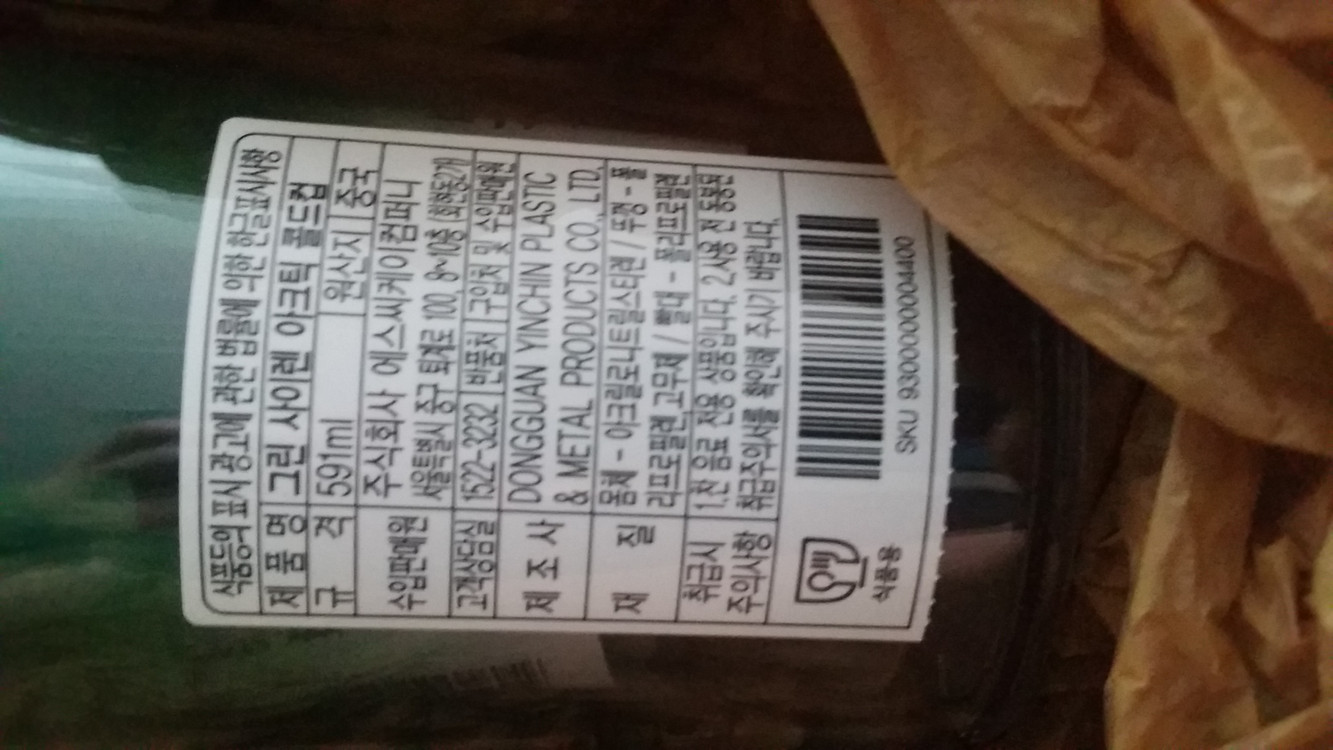 식품등의 표시 광고에 관한 법률에 의한 한글표시사항
제품명 그린 사이렌 아크틱 콜드컵
규격 591ml 원산지 중국
수입판매원 주식회사 에스씨케이컴퍼니
서울특별시 중구 퇴계로 100, 8~10층 회현동2가
고객상담실 1522-3232 반품처 구입처 및 수입판매원
제조사 DONGGUAN YINCHIN PLASTIC
& METAL PRODUCTS CO., LTD.
재질 몸체 - 아크릴로니트릴스티렌 / 뚜껑 - 폴
리프로필렌, 고무제 / 빨대 - 폴리프로필렌
취급시 주의사항 1.찬 음료 전용 상품입니다. 2.사용 전 동봉된
취급주의서를 확인해 주시기 바랍니다.
식품용
SKU 9300000004400